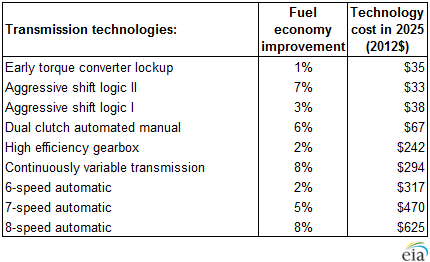 Transmission technologies: Fuel economy improvement Technology cost in 2025 (2012$)
Early torque converter lockup 1% $35
Aggressive shift logic II 7% $33
Aggressive shift logic I 3% $38
Dual clutch automated manual 6% $67
High efficiency gearbox 2% $242
Continuously variable transmission 8% $294
6-speed automatic 2% $317
7-speed automatic 5% $470
8-speed automatic 8% $625
eia